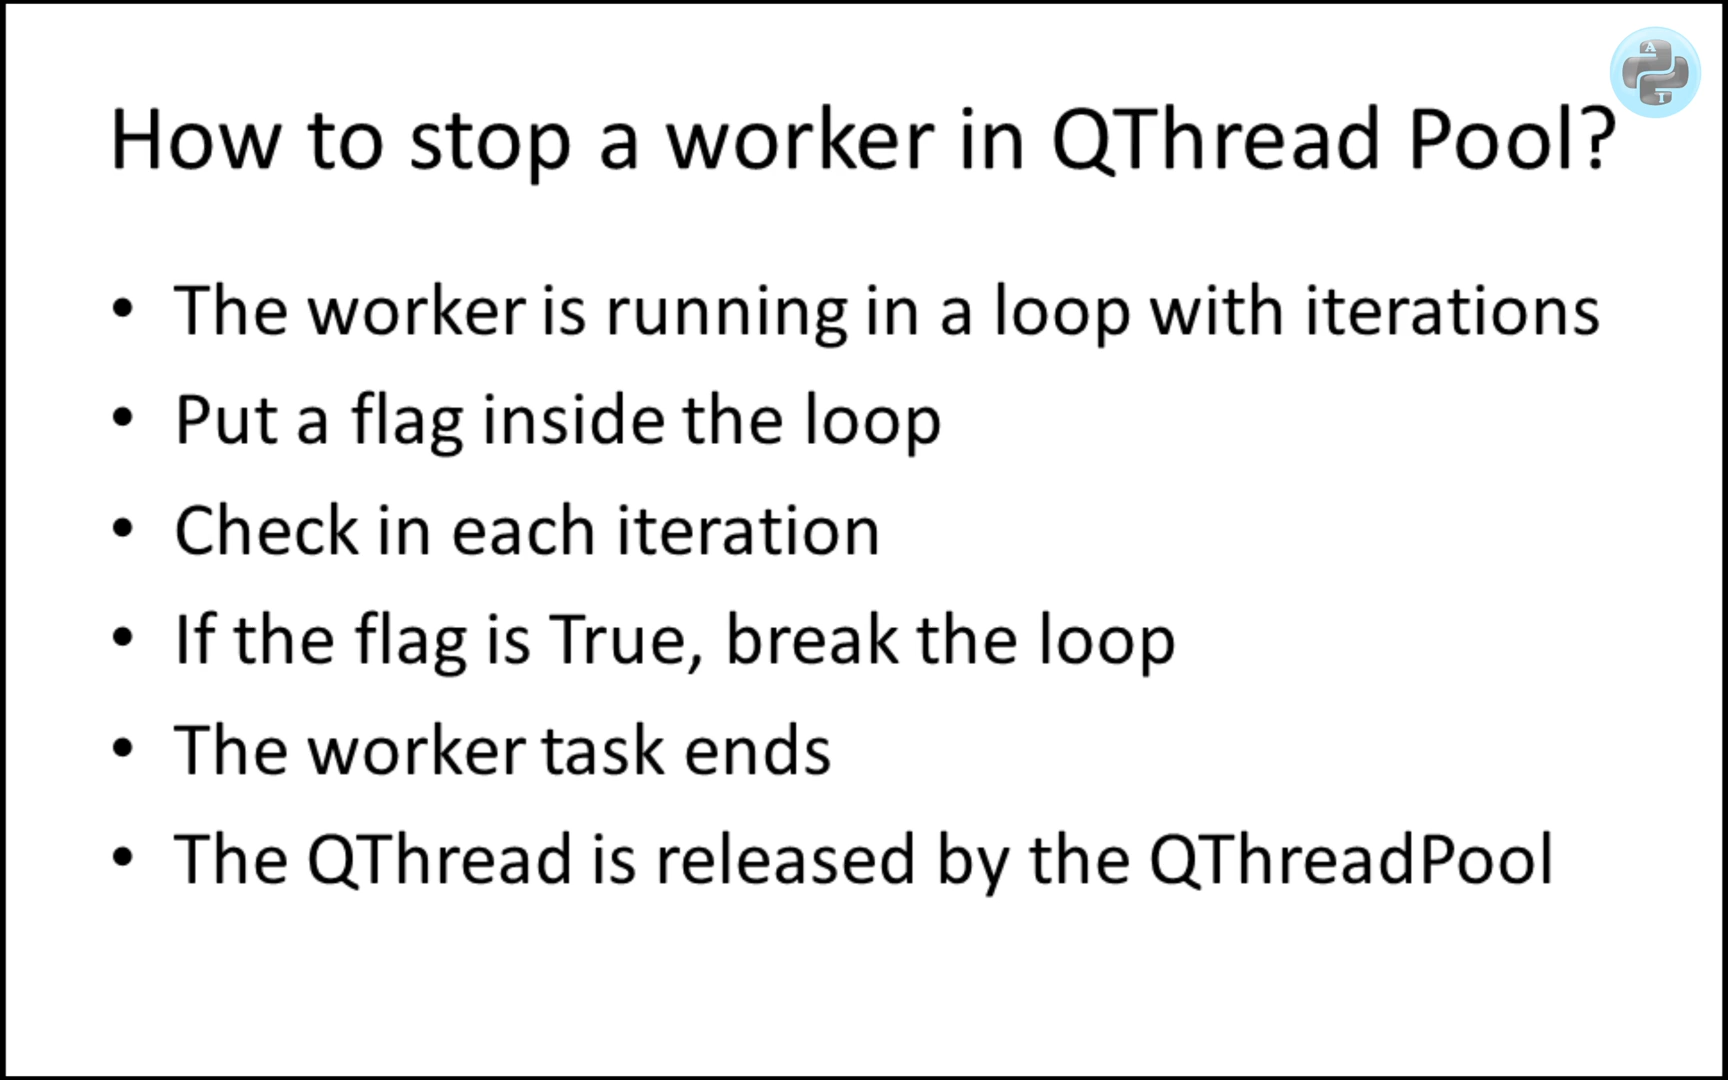 A
T
How to stop a worker in QThread Pool?
• The worker is running in a loop with iterations
• Put a flag inside the loop
• Check in each iteration
• If the flag is True, break the loop
• The worker task ends
• The QThread is released by the QThreadPool